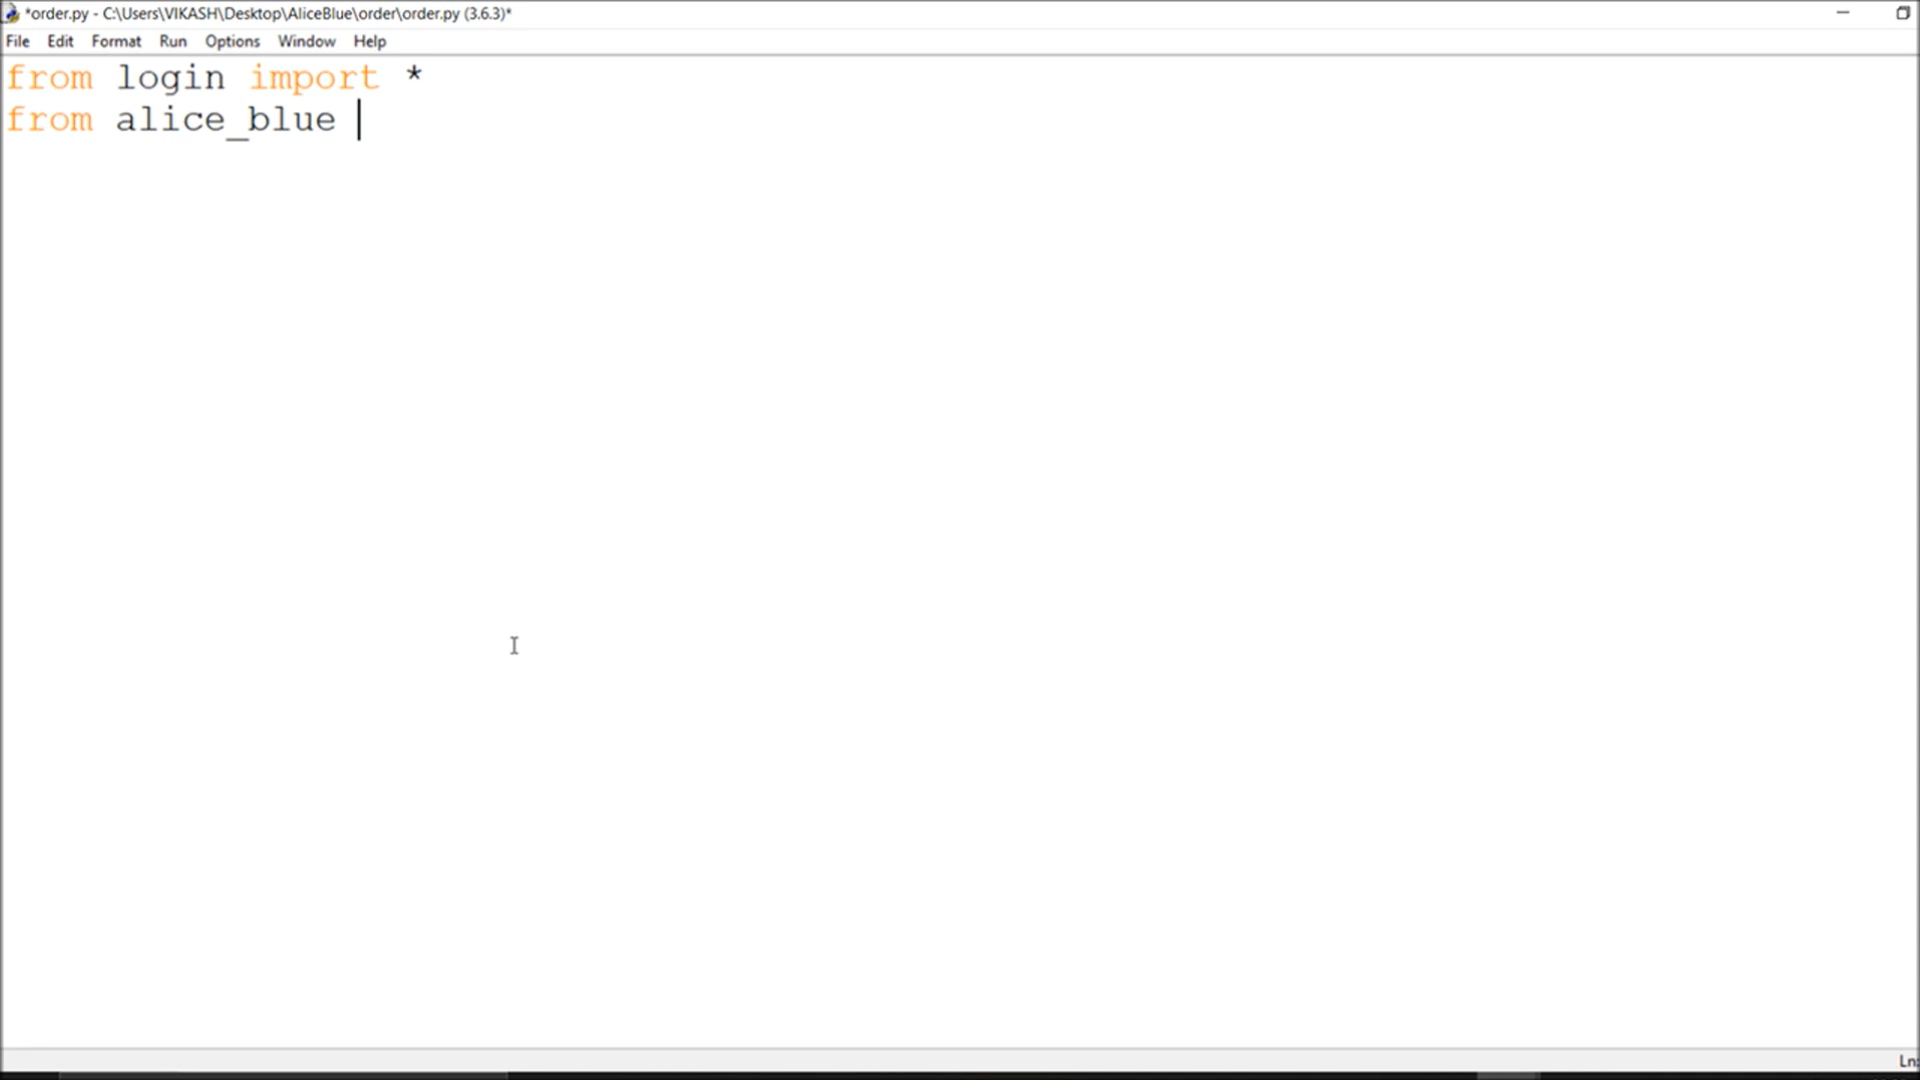 *order.py - C:\Users\VIKASH\Desktop\AliceBlue\order\order.py (3.6.3)*
File Edit Format Run Options Window Help
from login import *
from alice_blue
Ln: